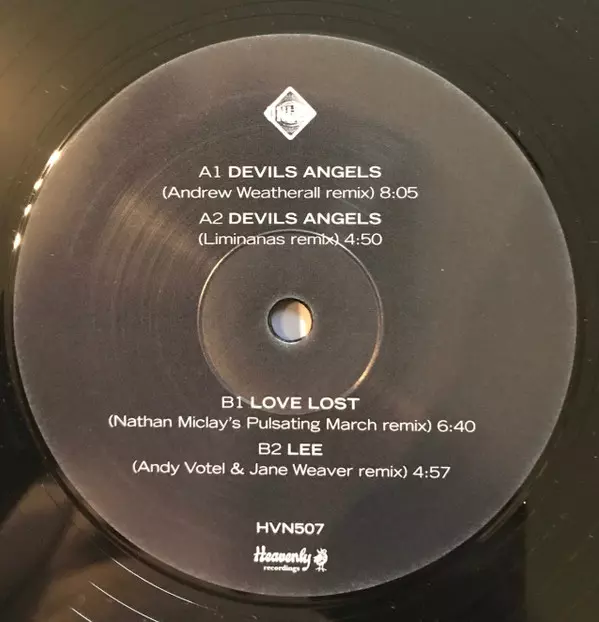 A1 DEVILS ANGELS
(Andrew Weatherall remix) 8:05
A2 DEVILS ANGELS
(Liminanas remix) 4:50
B1 LOVE LOST
(Nathan Miclay's Pulsating March remix) 6:40
B2 LEE
(Andy Votel & Jane Weaver remix) 4:57
HVN507
Heavenly
recordings